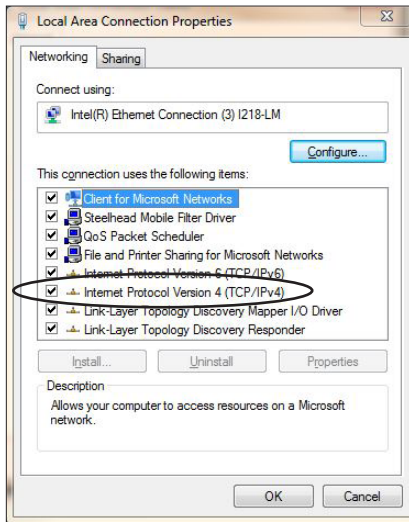 Local Area Connection Properties
Networking
Sharing
Connect using:
Intel(R) Ethernet Connection (3) I218-LM
Configure...
This connection uses the following items:
Client for Microsoft Networks
Steelhead Mobile Filter Driver
QoS Packet Scheduler
File and Printer Sharing for Microsoft Networks
Internet Protocol Version 6 (TCP/IPv6)
Internet Protocol Version 4 (TCP/IPv4)
Link-Layer Topology Discovery Mapper I/O Driver
Link-Layer Topology Discovery Responder
Install...
Uninstall
Properties
Description
Allows your computer to access resources on a Microsoft
network.
OK
Cancel